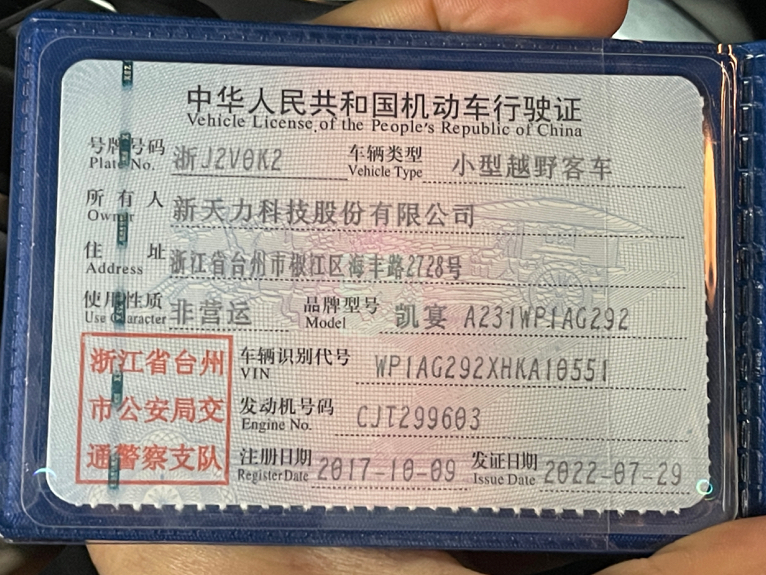 中华人民共和国机动车行驶证
Vehicle License of the People's Republic of China
号牌号码 浙J2V0K2 车辆类型 小型越野客车
Plate No. Vehicle Type
所有人 新天力科技股份有限公司
Owner
住址 浙江省台州市椒江区海丰路2728号
Address
使用性质 非营运 品牌型号 凯宴 A231WP1AG292
Use Character Model
浙江省台州
市公安局交
通警察支队
车辆识别代号 WP1AG292XHKA10551
VIN
发动机号码 CJT299603
Engine No.
注册日期 2017-10-09 发证日期 2022-07-29
Register Date Issue Date